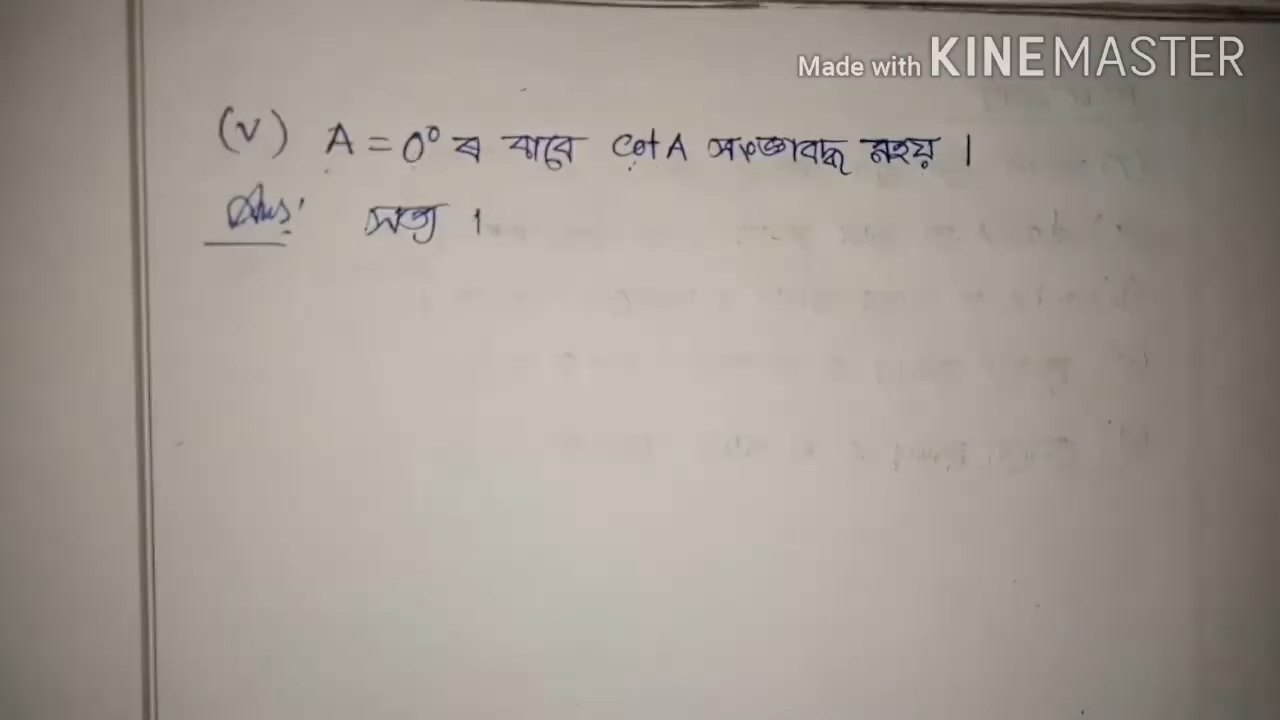 Made with KINEMASTER
(v) A = 0° ৰ বাবে cot A সংজ্ঞাবদ্ধ নহয় ।
Ans: সত্য ।